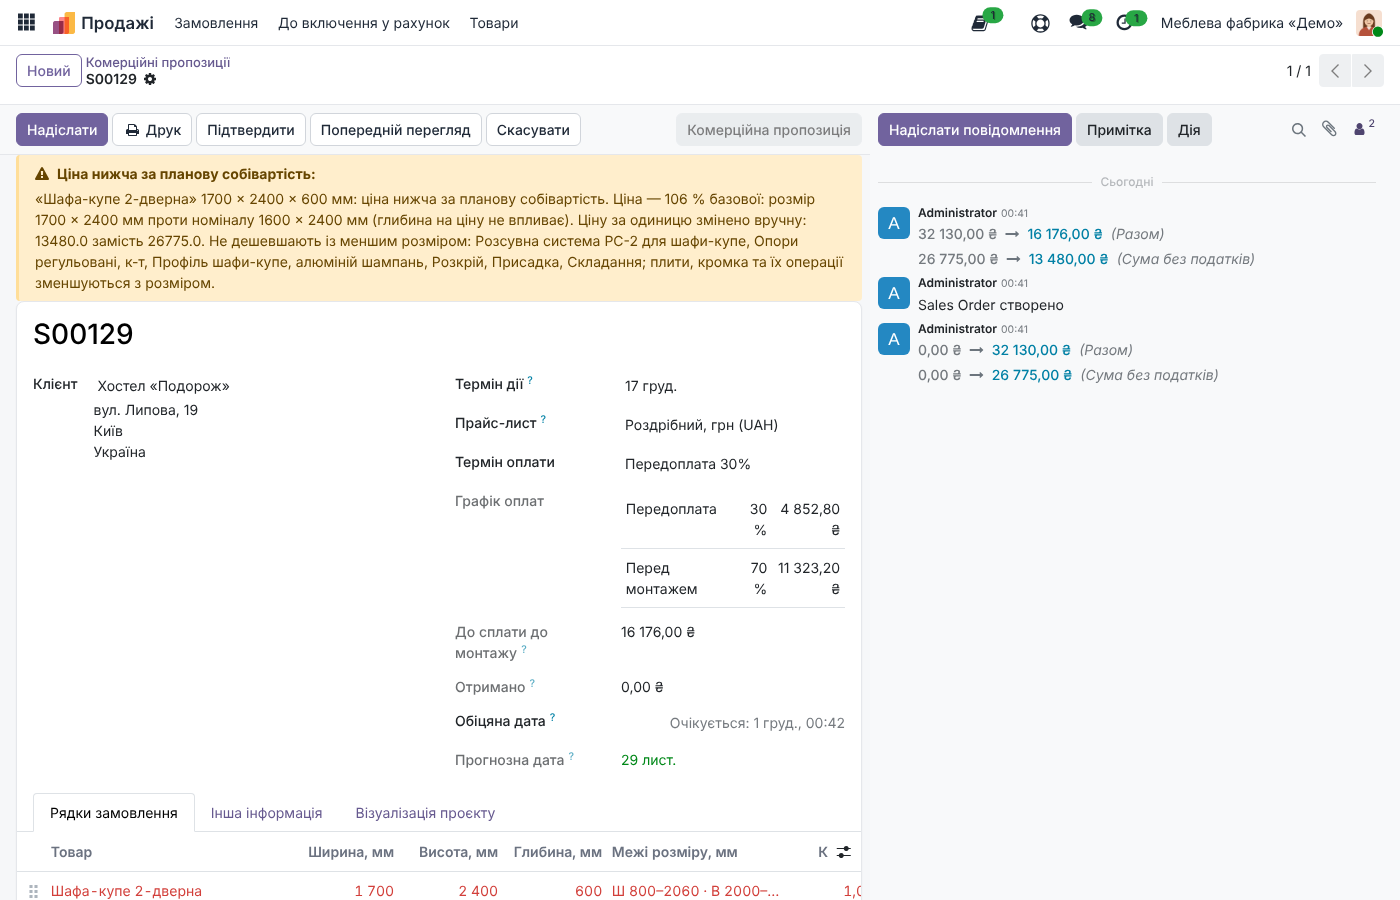 Продажі
Замовлення
До включення у рахунок
Товари
1
8
1
Меблева фабрика «Демо»
Новий
Комерційні пропозиції
S00129
1 / 1
Надіслати
Друк
Підтвердити
Попередній перегляд
Скасувати
Комерційна пропозиція
Надіслати повідомлення
Примітка
Дія
2
Ціна нижча за планову собівартість:
«Шафа-купе 2-дверна» 1700 × 2400 × 600 мм: ціна нижча за планову собівартість. Ціна — 106 % базової: розмір
1700 × 2400 мм проти номіналу 1600 × 2400 мм (глибина на ціну не впливає). Ціну за одиницю змінено вручну:
13480.0 замість 26775.0. Не дешевшають із меншим розміром: Розсувна система РС-2 для шафи-купе, Опори
регульовані, к-т, Профіль шафи-купе, алюміній шампань, Розкрій, Присадка, Складання; плити, кромка та їх операції
зменшуються з розміром.
S00129
Клієнт
Хостел «Подорож»
вул. Липова, 19
Київ
Україна
Термін дії ?
17 груд.
Прайс-лист ?
Роздрібний, грн (UAH)
Термін оплати
Передоплата 30%
Графік оплат
Передоплата 30 % 4 852,80 ₴
Перед монтажем 70 % 11 323,20 ₴
До сплати до монтажу ?
16 176,00 ₴
Отримано ?
0,00 ₴
Обіцяна дата ?
Очікується: 1 груд., 00:42
Прогнозна дата ?
29 лист.
Рядки замовлення
Інша інформація
Візуалізація проєкту
Товар
Ширина, мм
Висота, мм
Глибина, мм
Межі розміру, мм
К
Шафа-купе 2-дверна
1 700
2 400
600
Ш 800–2060 · В 2000–...
1,0
Сьогодні
A
Administrator 00:41
32 130,00 ₴ → 16 176,00 ₴ (Разом)
26 775,00 ₴ → 13 480,00 ₴ (Сума без податків)
A
Administrator 00:41
Sales Order створено
A
Administrator 00:41
0,00 ₴ → 32 130,00 ₴ (Разом)
0,00 ₴ → 26 775,00 ₴ (Сума без податків)